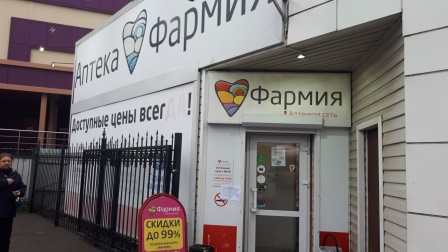 Аптека Фармия
Доступные цены всегДА!
Фармия
Аптечная сеть
Фармия
СКИДКИ
ДО 99%